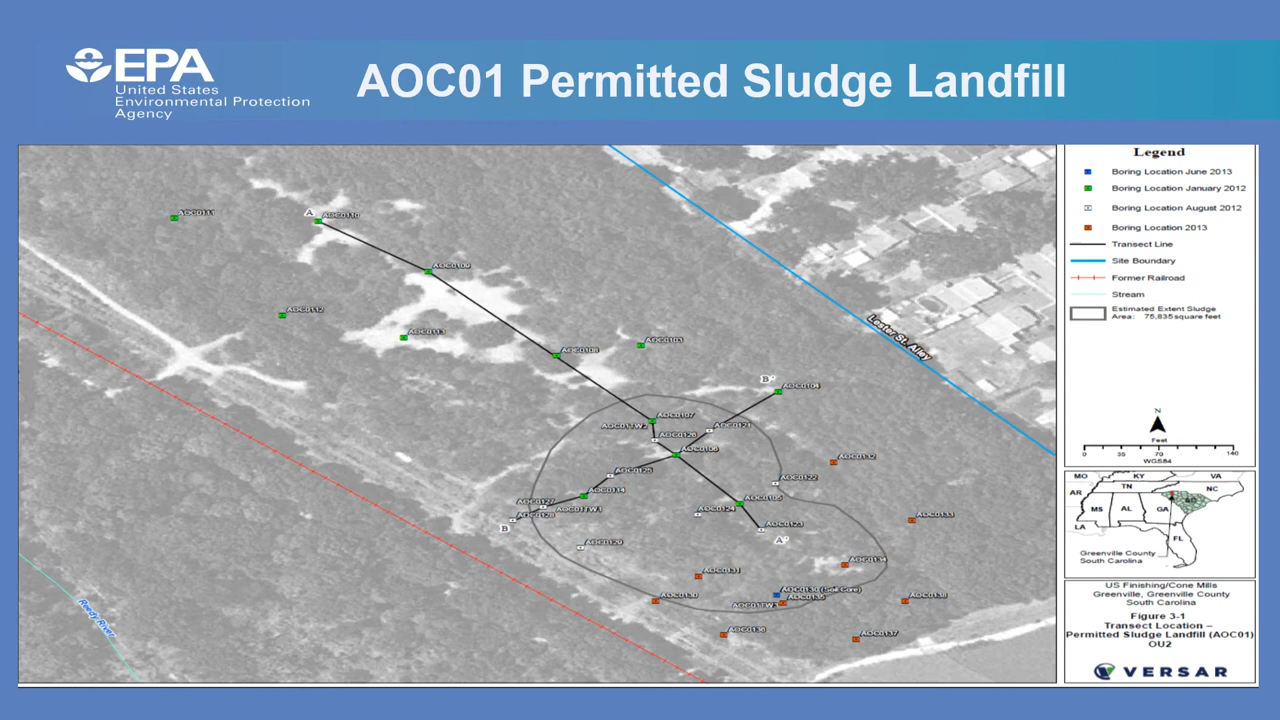 EPA
United States
Environmental Protection
Agency
AOC01 Permitted Sludge Landfill
AOC0111
A
AOC0110
AOC0109
AOC0112
AOC0113
AOC0108
AOC0103
Lester St. Alley
B'
AOC0104
AOC0107
AOC01TW2
AOC0126
AOC0121
AOC0106
AOC0132
AOC0125
AOC0122
AOC0114
AOC0105
AOC0127
AOC01TW1
AOC0128
AOC0124
AOC0133
B
AOC0123
A'
AOC0129
AOC0134
AOC0131
AOC0130 (Soil Core)
AOC0130
AOC01TW3
AOC0135
AOC0138
AOC0136
AOC0137
Reedy River
Legend
Boring Location June 2013
Boring Location January 2012
Boring Location August 2012
Boring Location 2013
Transect Line
Site Boundary
Former Railroad
Stream
Estimated Extent Sludge
Area: 75,835 square feet
N
Feet
0 35 70 140
WGS84
MO KY VA
TN NC
AR
SC
MS AL GA
LA
FL
Greenville County
South Carolina
US Finishing/Cone Mills
Greenville, Greenville County
South Carolina
Figure 3-1
Transect Location –
Permitted Sludge Landfill (AOC01)
OU2
VERSAR